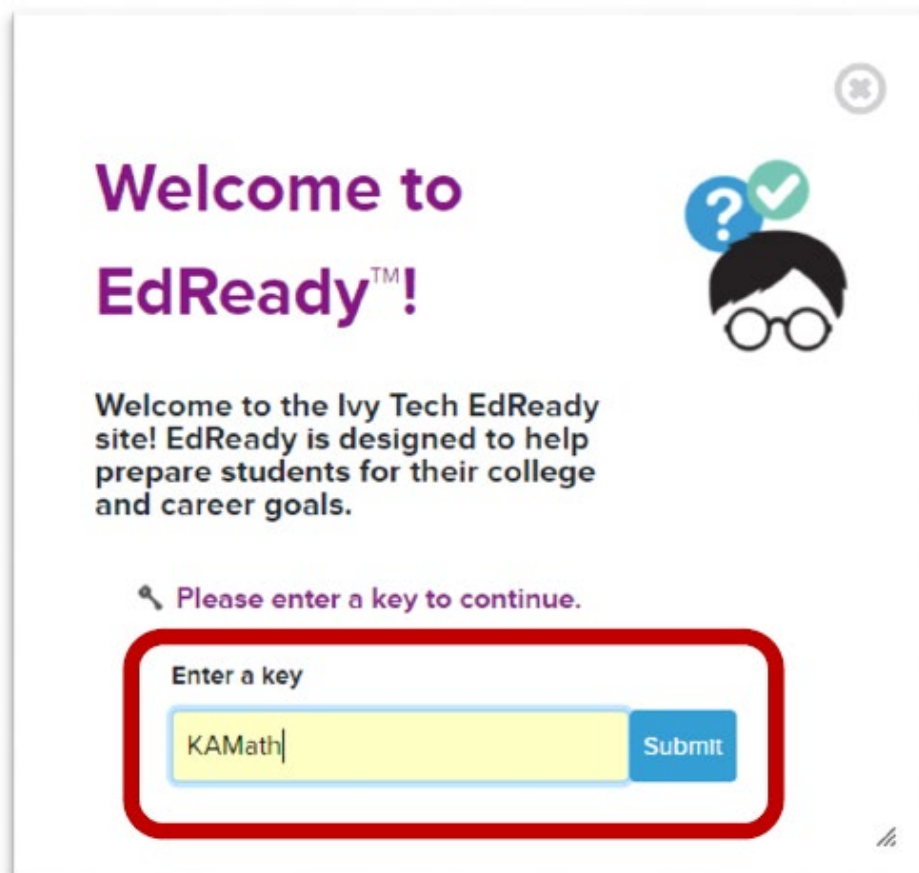 Welcome to
EdReady™!
Welcome to the Ivy Tech EdReady
site! EdReady is designed to help
prepare students for their college
and career goals.
Please enter a key to continue.
Enter a key
KAMath
Submit
?